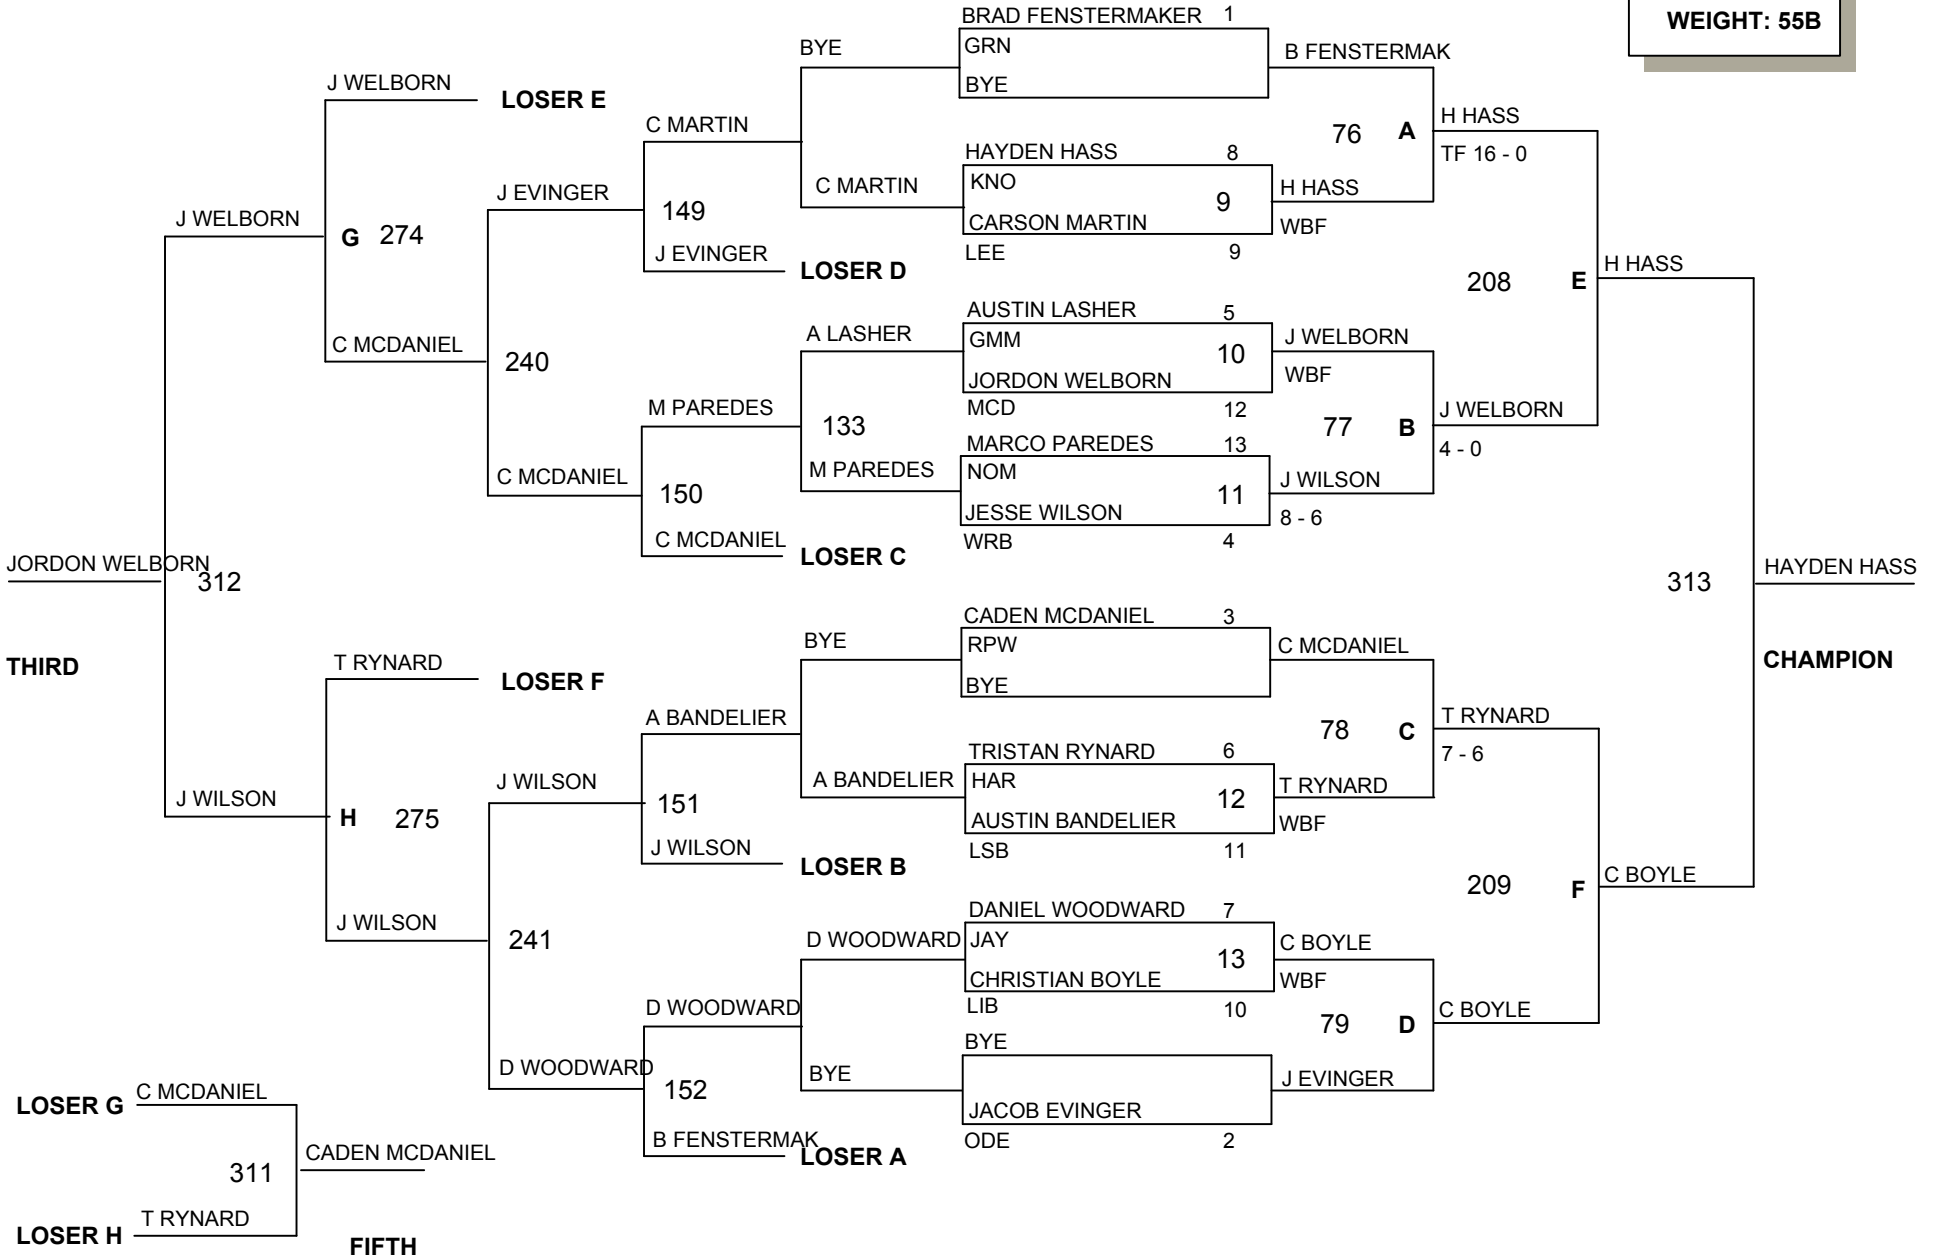 WEIGHT: 55B
BRAD FENSTERMAKER 1
GRN
BYE
BYE
B FENSTERMAK
J WELBORN
LOSER E
C MARTIN
76 A
H HASS
TF 16 - 0
HAYDEN HASS 8
KNO
9
CARSON MARTIN
LEE 9
C MARTIN
H HASS
WBF
J EVINGER
149
J EVINGER
LOSER D
J WELBORN
G 274
208 E
H HASS
AUSTIN LASHER 5
GMM
10
JORDON WELBORN
MCD 12
A LASHER
J WELBORN
WBF
C MCDANIEL
240
M PAREDES
133
77 B
J WELBORN
4 - 0
MARCO PAREDES 13
NOM
11
JESSE WILSON
WRB 4
M PAREDES
J WILSON
8 - 6
C MCDANIEL
150
C MCDANIEL
LOSER C
JORDON WELBORN
312
313
HAYDEN HASS
THIRD
CHAMPION
CADEN MCDANIEL 3
RPW
BYE
BYE
C MCDANIEL
T RYNARD
LOSER F
A BANDELIER
78 C
T RYNARD
7 - 6
TRISTAN RYNARD 6
HAR
12
AUSTIN BANDELIER
LSB 11
A BANDELIER
T RYNARD
WBF
J WILSON
151
J WILSON
LOSER B
J WILSON
H 275
209 F
C BOYLE
J WILSON
241
DANIEL WOODWARD 7
JAY
13
CHRISTIAN BOYLE
LIB 10
D WOODWARD
C BOYLE
WBF
D WOODWARD
79 D
C BOYLE
BYE
JACOB EVINGER
ODE 2
BYE
J EVINGER
D WOODWARD
152
B FENSTERMAK
LOSER A
LOSER G C MCDANIEL
311
CADEN MCDANIEL
LOSER H T RYNARD
FIFTH